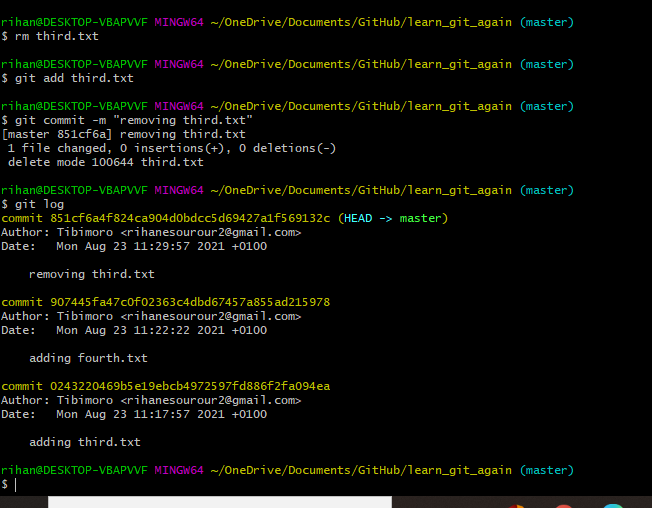 rihan@DESKTOP-VBAPVVF MINGW64 ~/OneDrive/Documents/GitHub/learn_git_again (master)
$ rm third.txt
rihan@DESKTOP-VBAPVVF MINGW64 ~/OneDrive/Documents/GitHub/learn_git_again (master)
$ git add third.txt
rihan@DESKTOP-VBAPVVF MINGW64 ~/OneDrive/Documents/GitHub/learn_git_again (master)
$ git commit -m "removing third.txt"
[master 851cf6a] removing third.txt
 1 file changed, 0 insertions(+), 0 deletions(-)
 delete mode 100644 third.txt
rihan@DESKTOP-VBAPVVF MINGW64 ~/OneDrive/Documents/GitHub/learn_git_again (master)
$ git log
commit 851cf6a4f824ca904d0bdcc5d69427a1f569132c (HEAD -> master)
Author: Tibimoro <rihanesourour2@gmail.com>
Date:   Mon Aug 23 11:29:57 2021 +0100
    removing third.txt
commit 907445fa47c0f02363c4dbd67457a855ad215978
Author: Tibimoro <rihanesourour2@gmail.com>
Date:   Mon Aug 23 11:22:22 2021 +0100
    adding fourth.txt
commit 0243220469b5e19ebcb4972597fd886f2fa094ea
Author: Tibimoro <rihanesourour2@gmail.com>
Date:   Mon Aug 23 11:17:57 2021 +0100
    adding third.txt
rihan@DESKTOP-VBAPVVF MINGW64 ~/OneDrive/Documents/GitHub/learn_git_again (master)
$